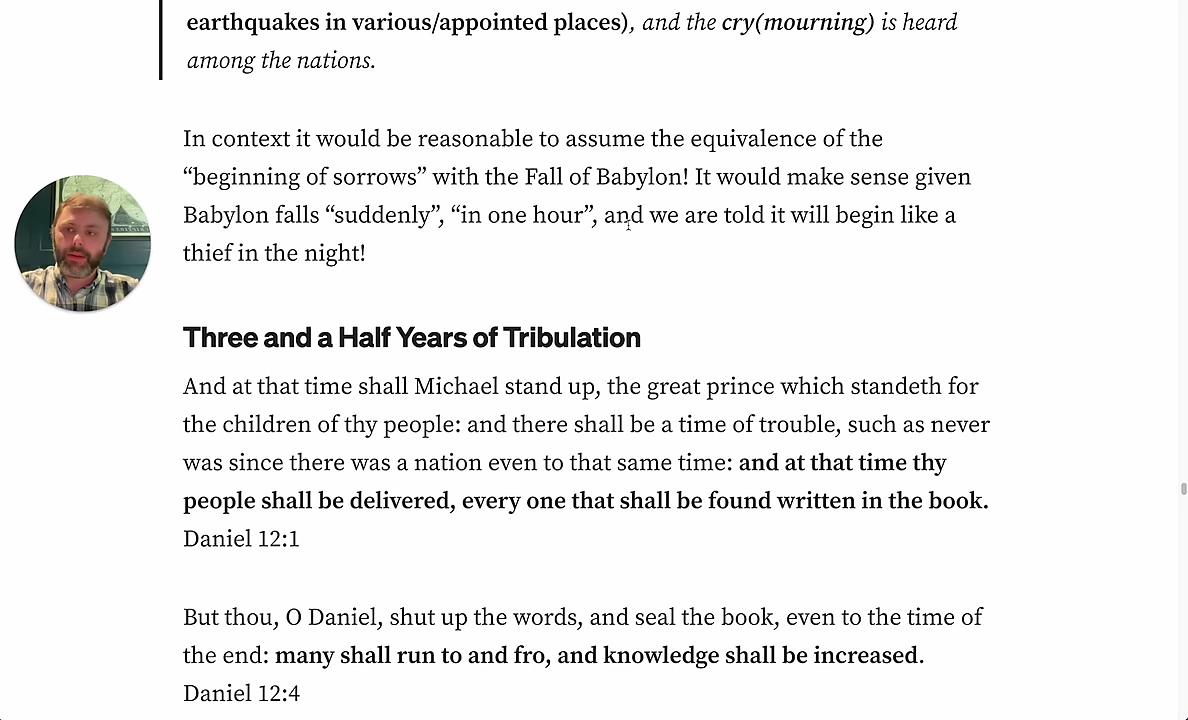 earthquakes in various/appointed places), and the cry(mourning) is heard
among the nations.
In context it would be reasonable to assume the equivalence of the
“beginning of sorrows” with the Fall of Babylon! It would make sense given
Babylon falls “suddenly”, “in one hour”, and we are told it will begin like a
thief in the night!
Three and a Half Years of Tribulation
And at that time shall Michael stand up, the great prince which standeth for
the children of thy people: and there shall be a time of trouble, such as never
was since there was a nation even to that same time: and at that time thy
people shall be delivered, every one that shall be found written in the book.
Daniel 12:1
But thou, O Daniel, shut up the words, and seal the book, even to the time of
the end: many shall run to and fro, and knowledge shall be increased.
Daniel 12:4